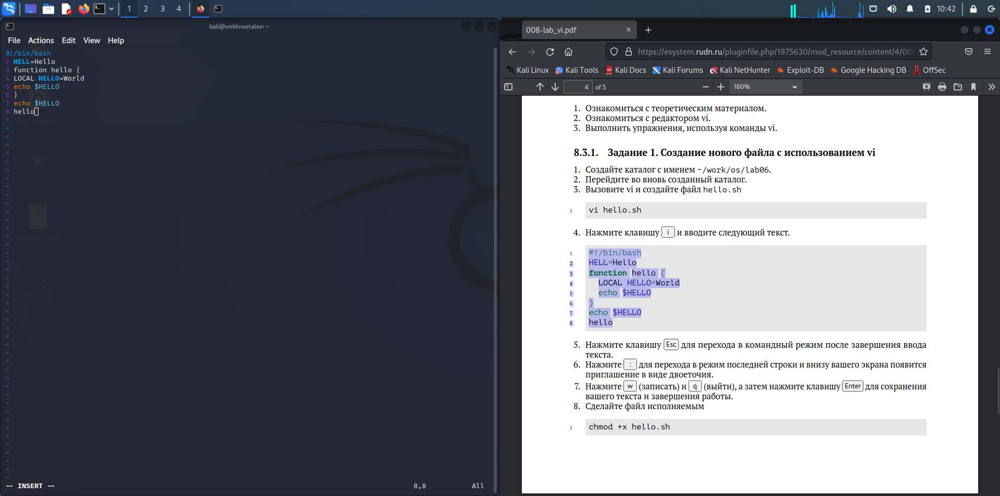 1 2 3 4 10:42
kali@vnkhrustalev: ~
File Actions Edit View Help
#!/bin/bash
2 HELL=Hello
3 function hello {
4 LOCAL HELLO=World
5 echo $HELLO
6 }
7 echo $HELLO
8 hello
File System
Home
LabVlad.pdf
os-intro
-- INSERT -- 8,8 All
008-lab_vi.pdf
https://esystem.rudn.ru/pluginfile.php/1975630/mod_resource/content/4/008
Kali Linux Kali Tools Kali Docs Kali Forums Kali NetHunter Exploit-DB Google Hacking DB OffSec
4 of 5 160%
1. Ознакомиться с теоретическим материалом.
2. Ознакомиться с редактором vi.
3. Выполнить упражнения, используя команды vi.
8.3.1. Задание 1. Создание нового файла с использованием vi
1. Создайте каталог с именем ~/work/os/lab06.
2. Перейдите во вновь созданный каталог.
3. Вызовите vi и создайте файл hello.sh
1 vi hello.sh
4. Нажмите клавишу i и вводите следующий текст.
1 #!/bin/bash
2 HELL=Hello
3 function hello {
4 LOCAL HELLO=World
5 echo $HELLO
6 }
7 echo $HELLO
8 hello
5. Нажмите клавишу Esc для перехода в командный режим после завершения ввода
текста.
6. Нажмите : для перехода в режим последней строки и внизу вашего экрана появится
приглашение в виде двоеточия.
7. Нажмите w (записать) и q (выйти), а затем нажмите клавишу Enter для сохранения
вашего текста и завершения работы.
8. Сделайте файл исполняемым
1 chmod +x hello.sh